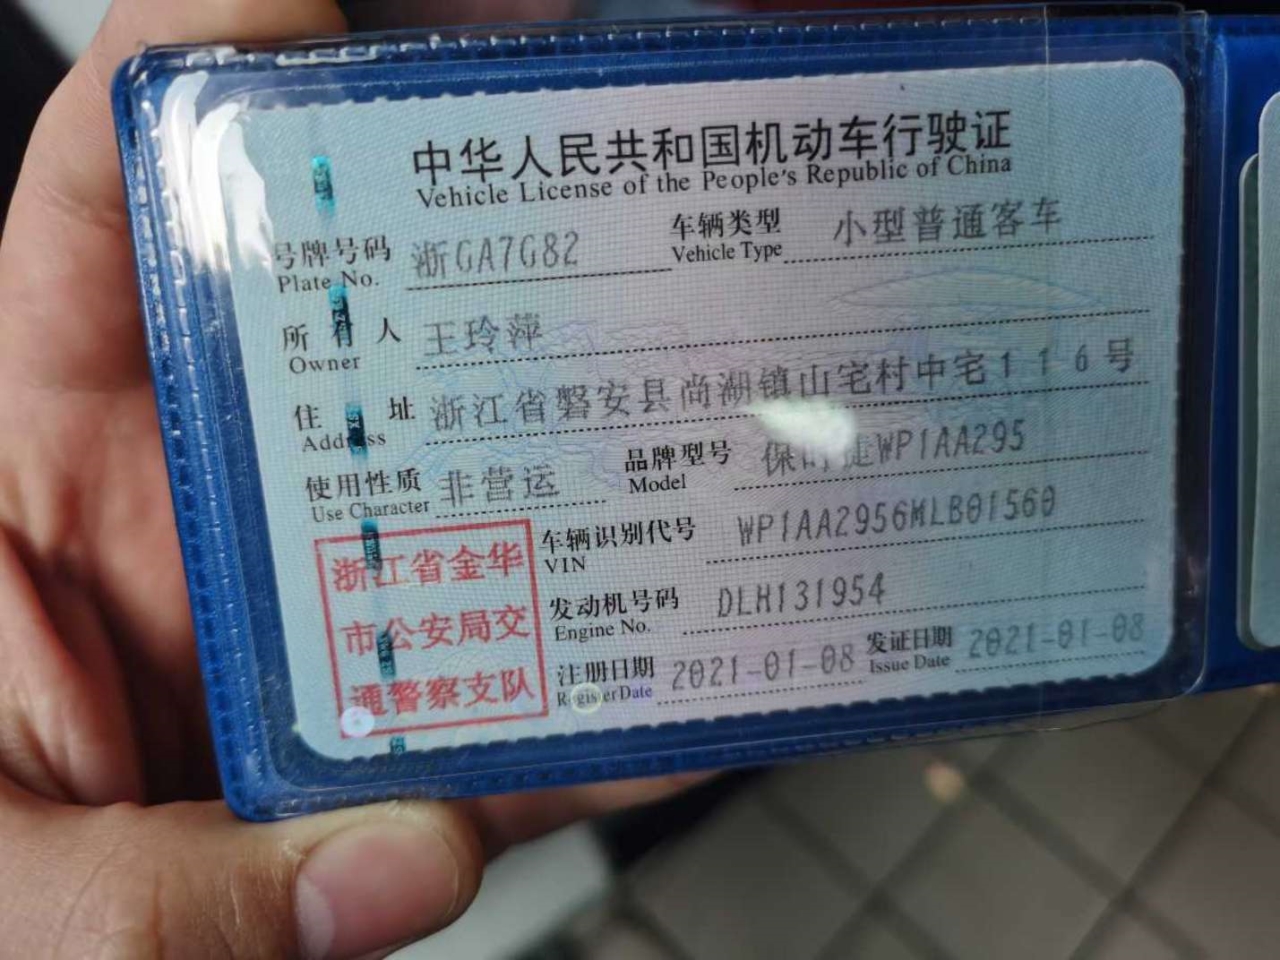 中华人民共和国机动车行驶证
Vehicle License of the People's Republic of China
号牌号码 浙GA7G82 车辆类型 小型普通客车
Plate No. Vehicle Type
所有人 王玲萍
Owner
住址 浙江省磐安县尚湖镇山宅村中宅116号
Address
使用性质 非营运 品牌型号 保时捷WP1AA295
Use Character Model
浙江省金华
市公安局交
通警察支队
车辆识别代号 WP1AA2956MLB01560
VIN
发动机号码 DLH131954
Engine No.
注册日期 2021-01-08 发证日期 2021-01-08
Register Date Issue Date